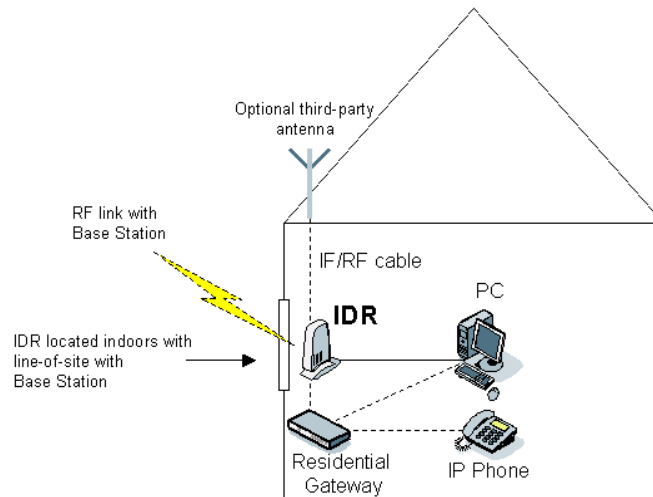 Optional third-party
antenna
RF link with
Base Station
IF/RF cable
PC
IDR
IDR located indoors with
line-of-site with
Base Station
Residential
Gateway
IP Phone